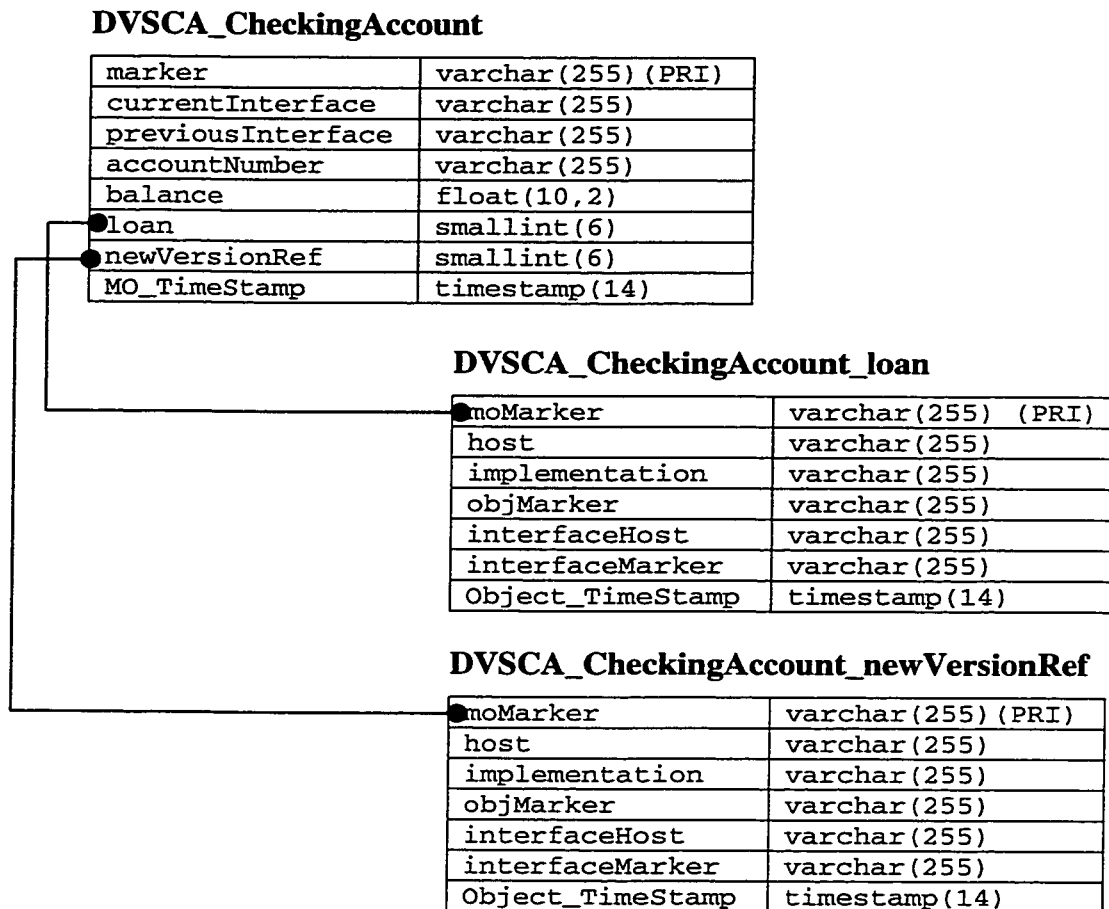 DVSCA_CheckingAccount
marker varchar(255)(PRI)
currentInterface varchar(255)
previousInterface varchar(255)
accountNumber varchar(255)
balance float(10,2)
loan smallint(6)
newVersionRef smallint(6)
MO_TimeStamp timestamp(14)
DVSCA_CheckingAccount_loan
moMarker varchar(255) (PRI)
host varchar(255)
implementation varchar(255)
objMarker varchar(255)
interfaceHost varchar(255)
interfaceMarker varchar(255)
Object_TimeStamp timestamp(14)
DVSCA_CheckingAccount_newVersionRef
moMarker varchar(255)(PRI)
host varchar(255)
implementation varchar(255)
objMarker varchar(255)
interfaceHost varchar(255)
interfaceMarker varchar(255)
Object_TimeStamp timestamp(14)